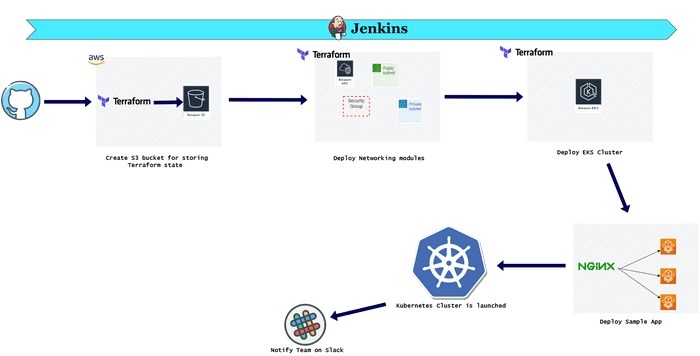 Jenkins
aws
Terraform
Amazon S3
Create S3 bucket for storing
Terraform state
Terraform
Amazon
VPC
Public
subnet
Security
Group
Private
subnet
Deploy Networking modules
Terraform
Amazon EKS
Deploy EKS Cluster
NGINX
Deploy Sample App
Kubernetes Cluster is launched
Notify Team on Slack